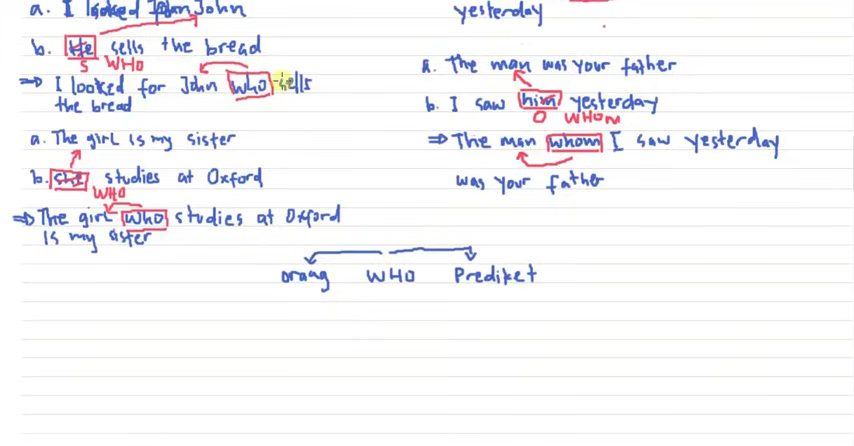 a. I looked for John
b. He sells the bread
S WHO
⇒ I looked for John who sells
the bread
a. The girl is my sister
b. she studies at Oxford
WHO
⇒ The girl who studies at Oxford
is my sister
yesterday
a. The man was your father
b. I saw him yesterday
O WHOM
⇒ The man whom I saw yesterday
was your father
orang WHO Prediket